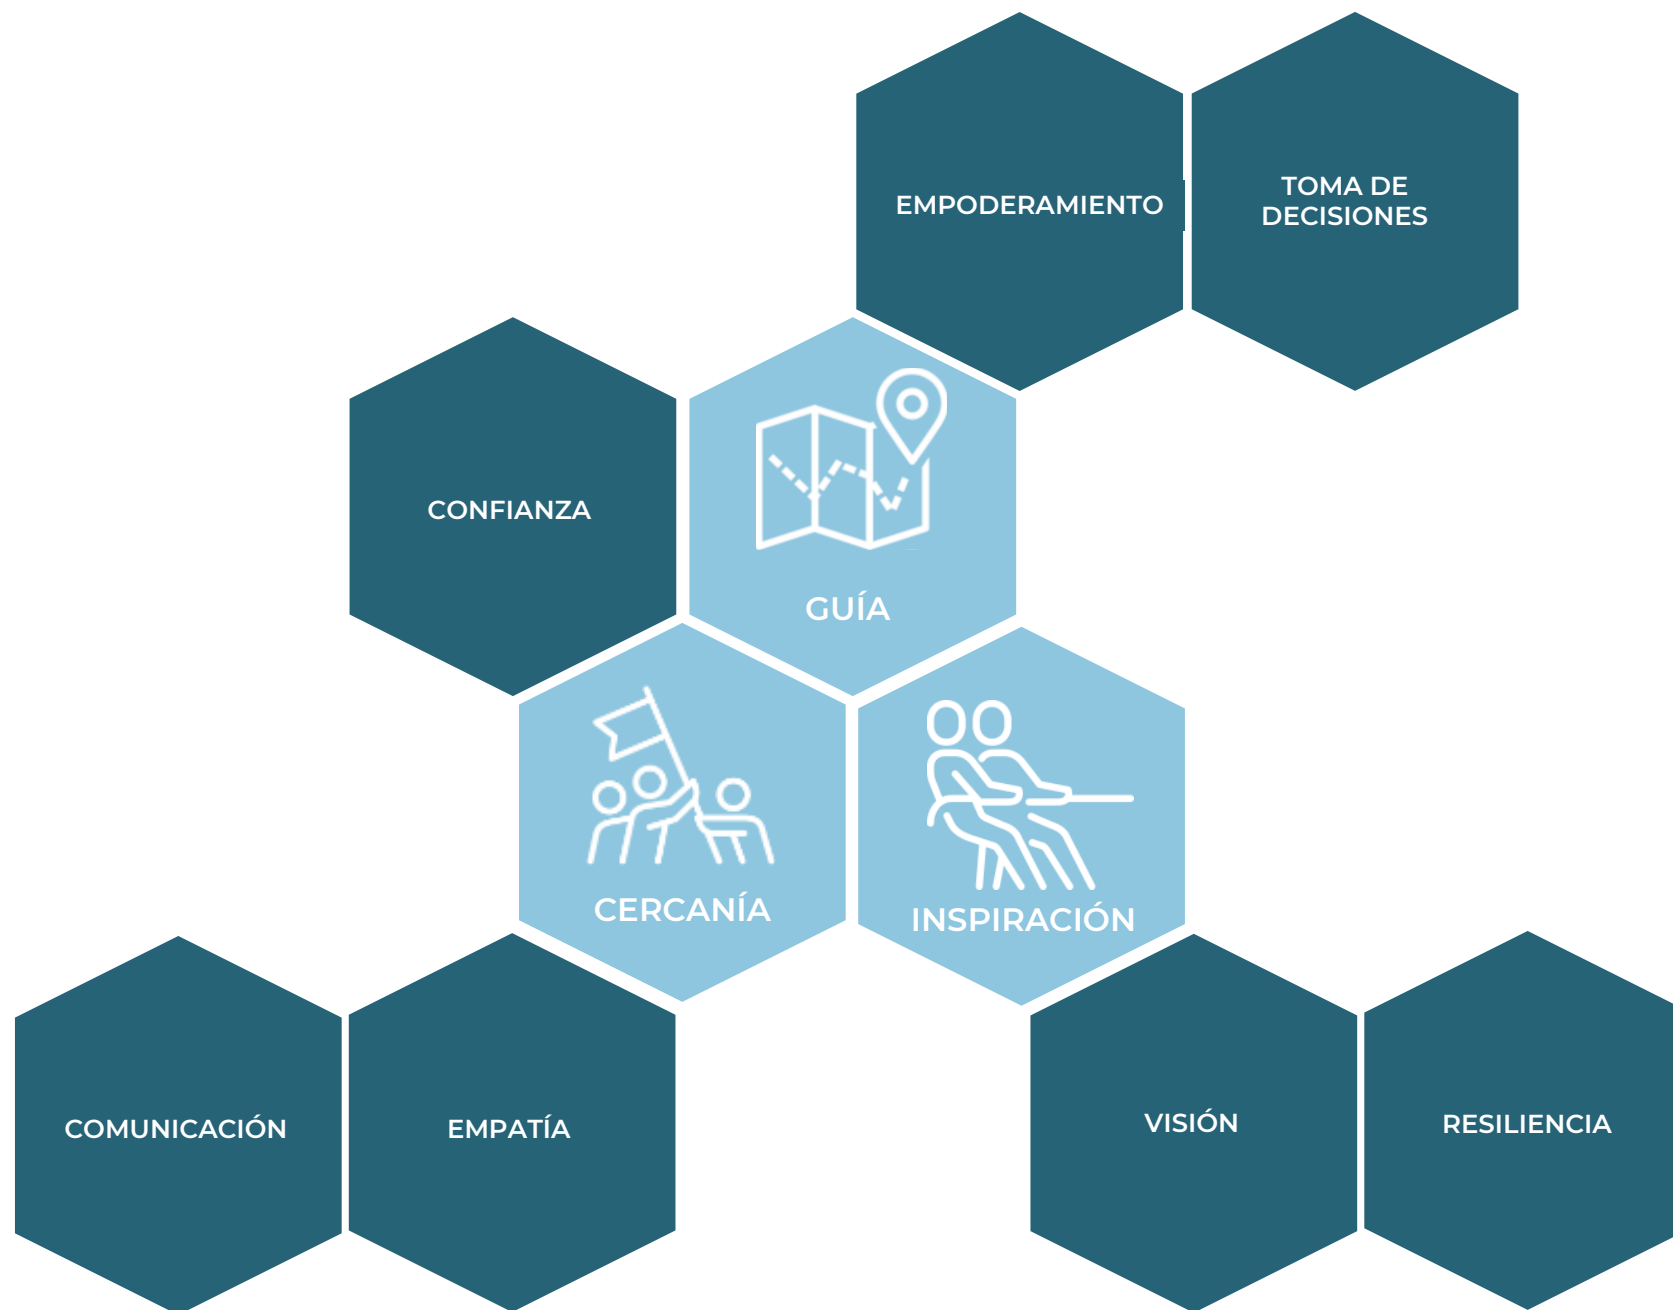 EMPODERAMIENTO
TOMA DE
DECISIONES
CONFIANZA
GUÍA
CERCANÍA
INSPIRACIÓN
COMUNICACIÓN
EMPATÍA
VISIÓN
RESILIENCIA